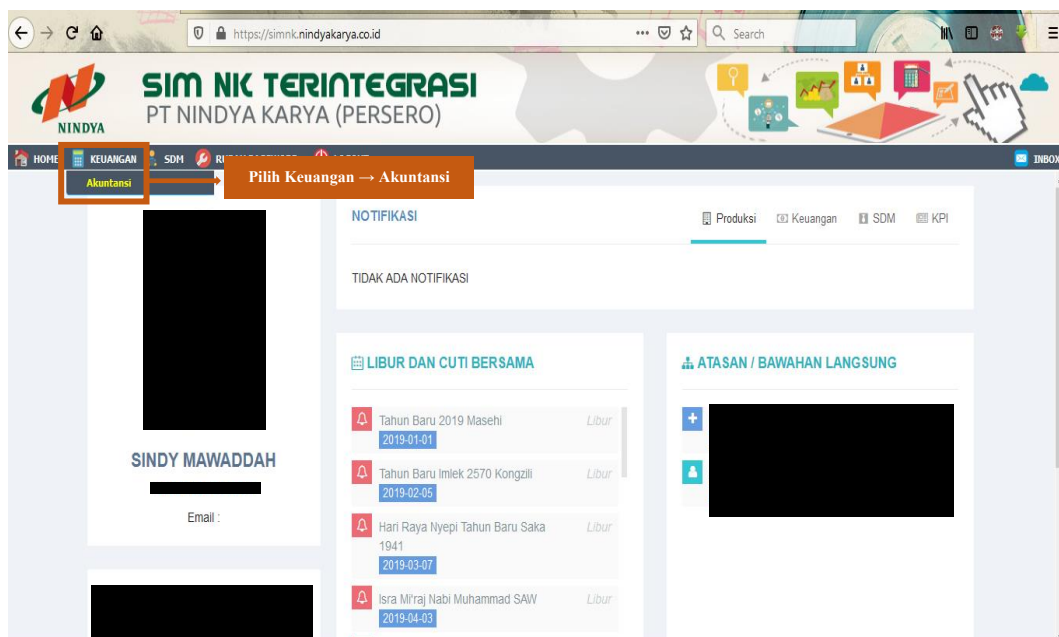 https://simnk.nindyakarya.co.id
Search
NINDYA
SIM NK TERINTEGRASI
PT NINDYA KARYA (PERSERO)
HOME KEUANGAN SDM
INBOX
Akuntansi
Pilih Keuangan → Akuntansi
NOTIFIKASI
Produksi Keuangan SDM KPI
TIDAK ADA NOTIFIKASI
LIBUR DAN CUTI BERSAMA
ATASAN / BAWAHAN LANGSUNG
Tahun Baru 2019 Masehi Libur
2019-01-01
Tahun Baru Imlek 2570 Kongzili Libur
2019-02-05
Hari Raya Nyepi Tahun Baru Saka Libur
1941
2019-03-07
Isra Mi'raj Nabi Muhammad SAW Libur
2019-04-03
SINDY MAWADDAH
Email :